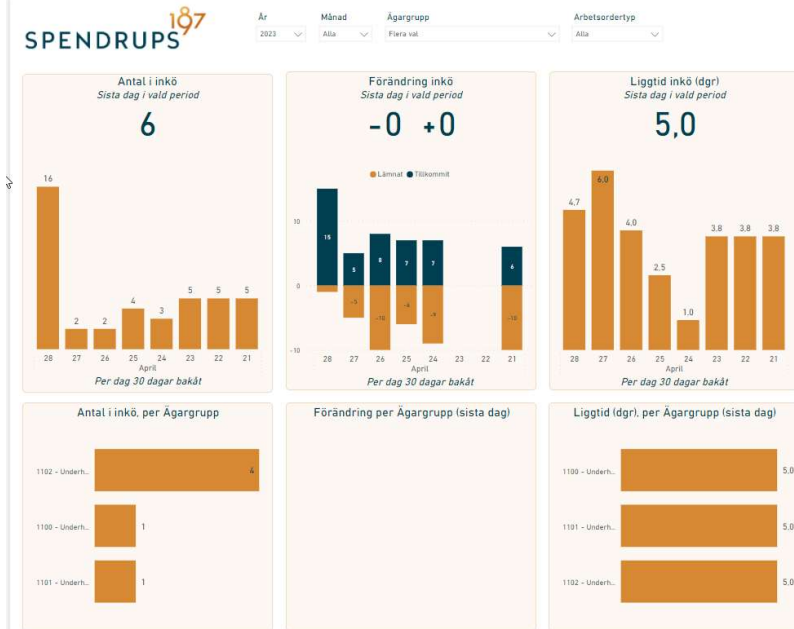 SPENDRUPS 1897
År
Månad
Ägargrupp
Arbetsordertyp
2023
Alla
Flera val
Alla
Antal i inkö
Sista dag i vald period
6
16
2
2
4
3
5
5
5
28 27 26 25 24 23 22 21
April
Per dag 30 dagar bakåt
Förändring inkö
Sista dag i vald period
-0 +0
Lämnat Tillkommit
10
0
-10
15
5
8
7
7
6
-5
-10
-6
-9
-10
28 27 26 25 24 23 22 21
April
Per dag 30 dagar bakåt
Liggtid inkö (dgr)
Sista dag i vald period
5,0
4,7
6,0
4,0
2,5
1,0
3,8
3,8
3,8
28 27 26 25 24 23 22 21
April
Per dag 30 dagar bakåt
Antal i inkö, per Ägargrupp
1102 - Underh...
4
1100 - Underh...
1
1101 - Underh...
1
Förändring per Ägargrupp (sista dag)
Liggtid (dgr), per Ägargrupp (sista dag)
1100 - Underh...
5,0
1101 - Underh...
5,0
1102 - Underh...
5,0